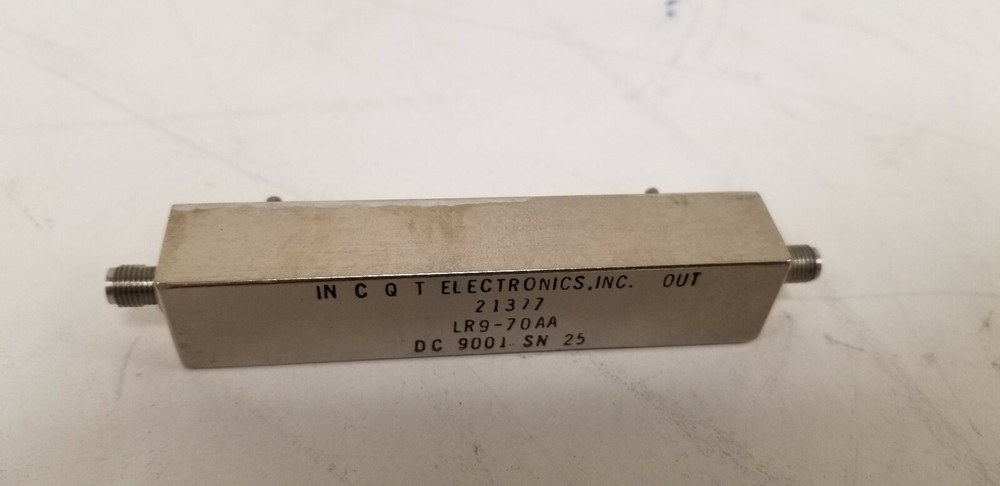 IN C Q T ELECTRONICS, INC. OUT
21377
LR9-70AA
DC 9001 SN 25